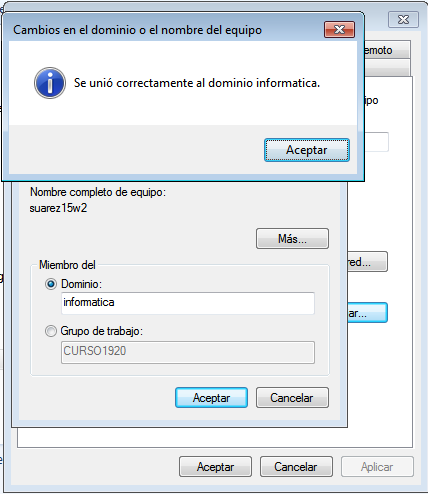 Cambios en el dominio o el nombre del equipo
Se unió correctamente al dominio informatica.
Aceptar
emoto
ipo
Nombre completo de equipo:
suarez15w2
Más...
red...
Miembro del
Dominio:
informatica
ar...
Grupo de trabajo:
CURSO1920
Aceptar
Cancelar
Aceptar
Cancelar
Aplicar